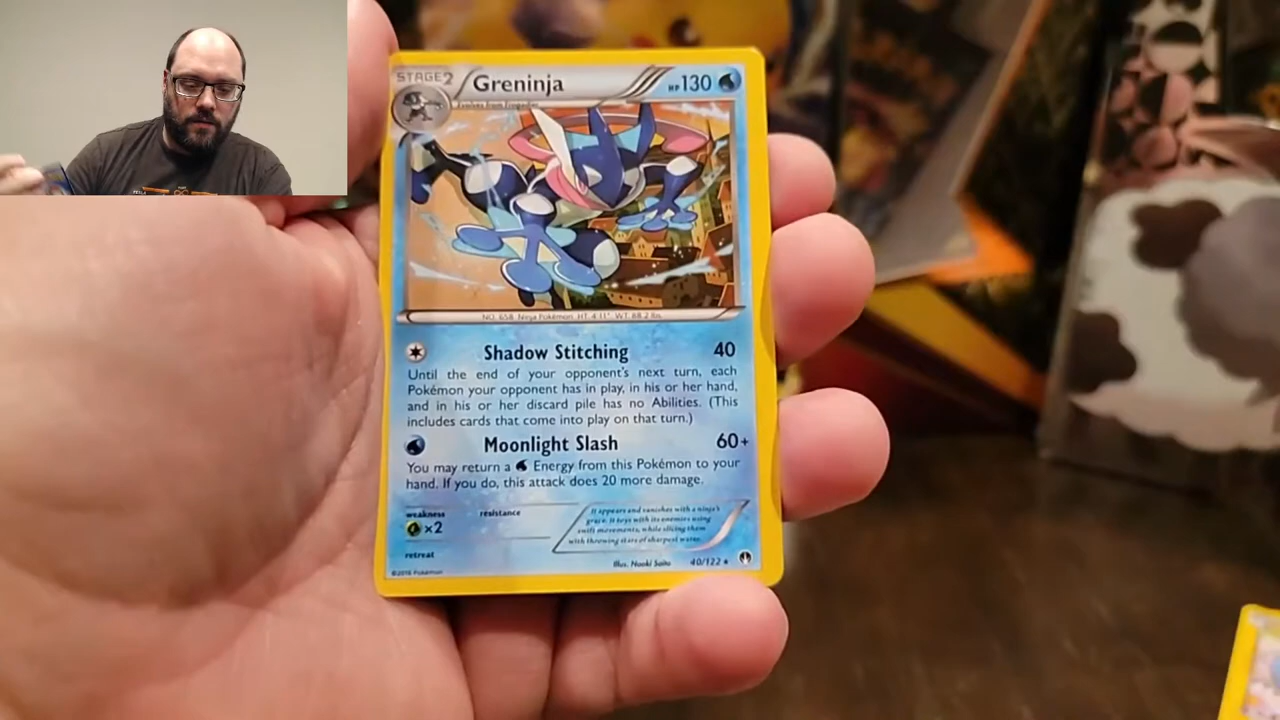 STAGE2 Greninja HP130
Evolves from Frogadier
NO. 658 Ninja Pokémon HT. 4'11" WT. 88.2 lbs.
Shadow Stitching 40
Until the end of your opponent's next turn, each
Pokémon your opponent has in play, in his or her hand,
and in his or her discard pile has no Abilities. (This
includes cards that come into play on that turn.)
Moonlight Slash 60+
You may return a Energy from this Pokémon to your
hand. If you do, this attack does 20 more damage.
weakness resistance
×2
It appears and vanishes with a ninja's
grace. It toys with its enemies using
swift movements, while slicing them
with throwing stars of sharpest water.
retreat
Illus. Naoki Saito 40/122
©2016 Pokémon